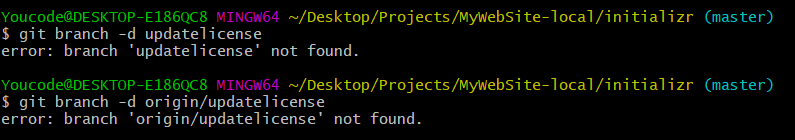 Youcode@DESKTOP-E186QC8 MINGW64 ~/Desktop/Projects/MyWebSite-local/initializr (master)
$ git branch -d updatelicense
error: branch 'updatelicense' not found.
Youcode@DESKTOP-E186QC8 MINGW64 ~/Desktop/Projects/MyWebSite-local/initializr (master)
$ git branch -d origin/updatelicense
error: branch 'origin/updatelicense' not found.